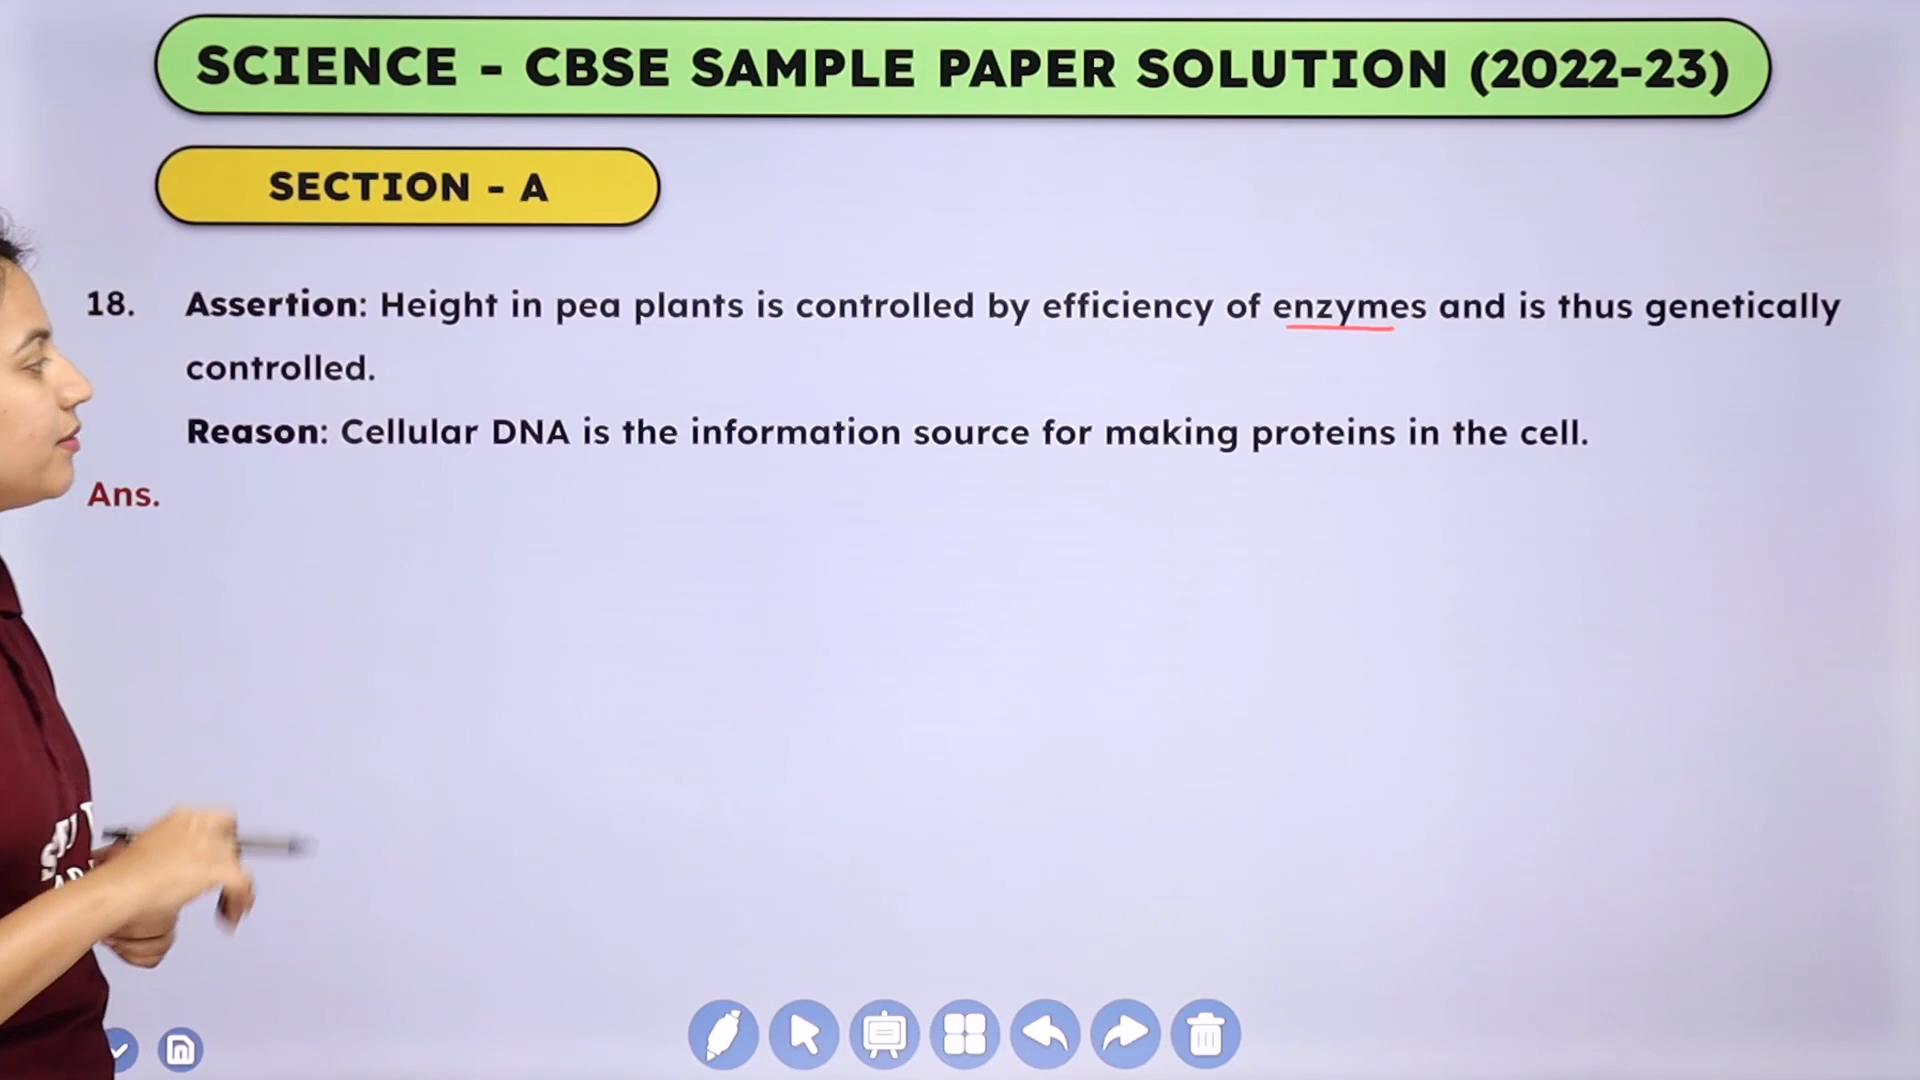 SCIENCE - CBSE SAMPLE PAPER SOLUTION (2022-23)
SECTION - A
18. Assertion: Height in pea plants is controlled by efficiency of enzymes and is thus genetically
controlled.
Reason: Cellular DNA is the information source for making proteins in the cell.
Ans.